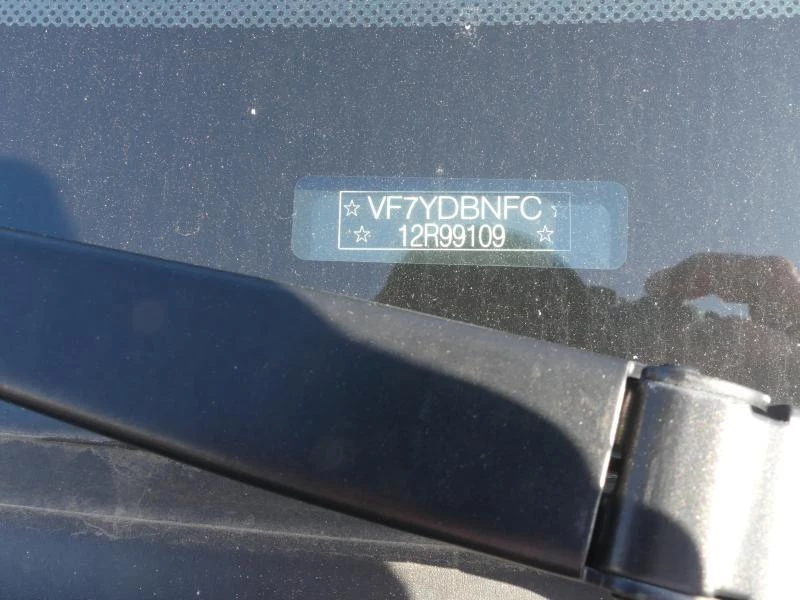 ☆ VF7YDBNFC ☆
☆ 12R99109 ☆